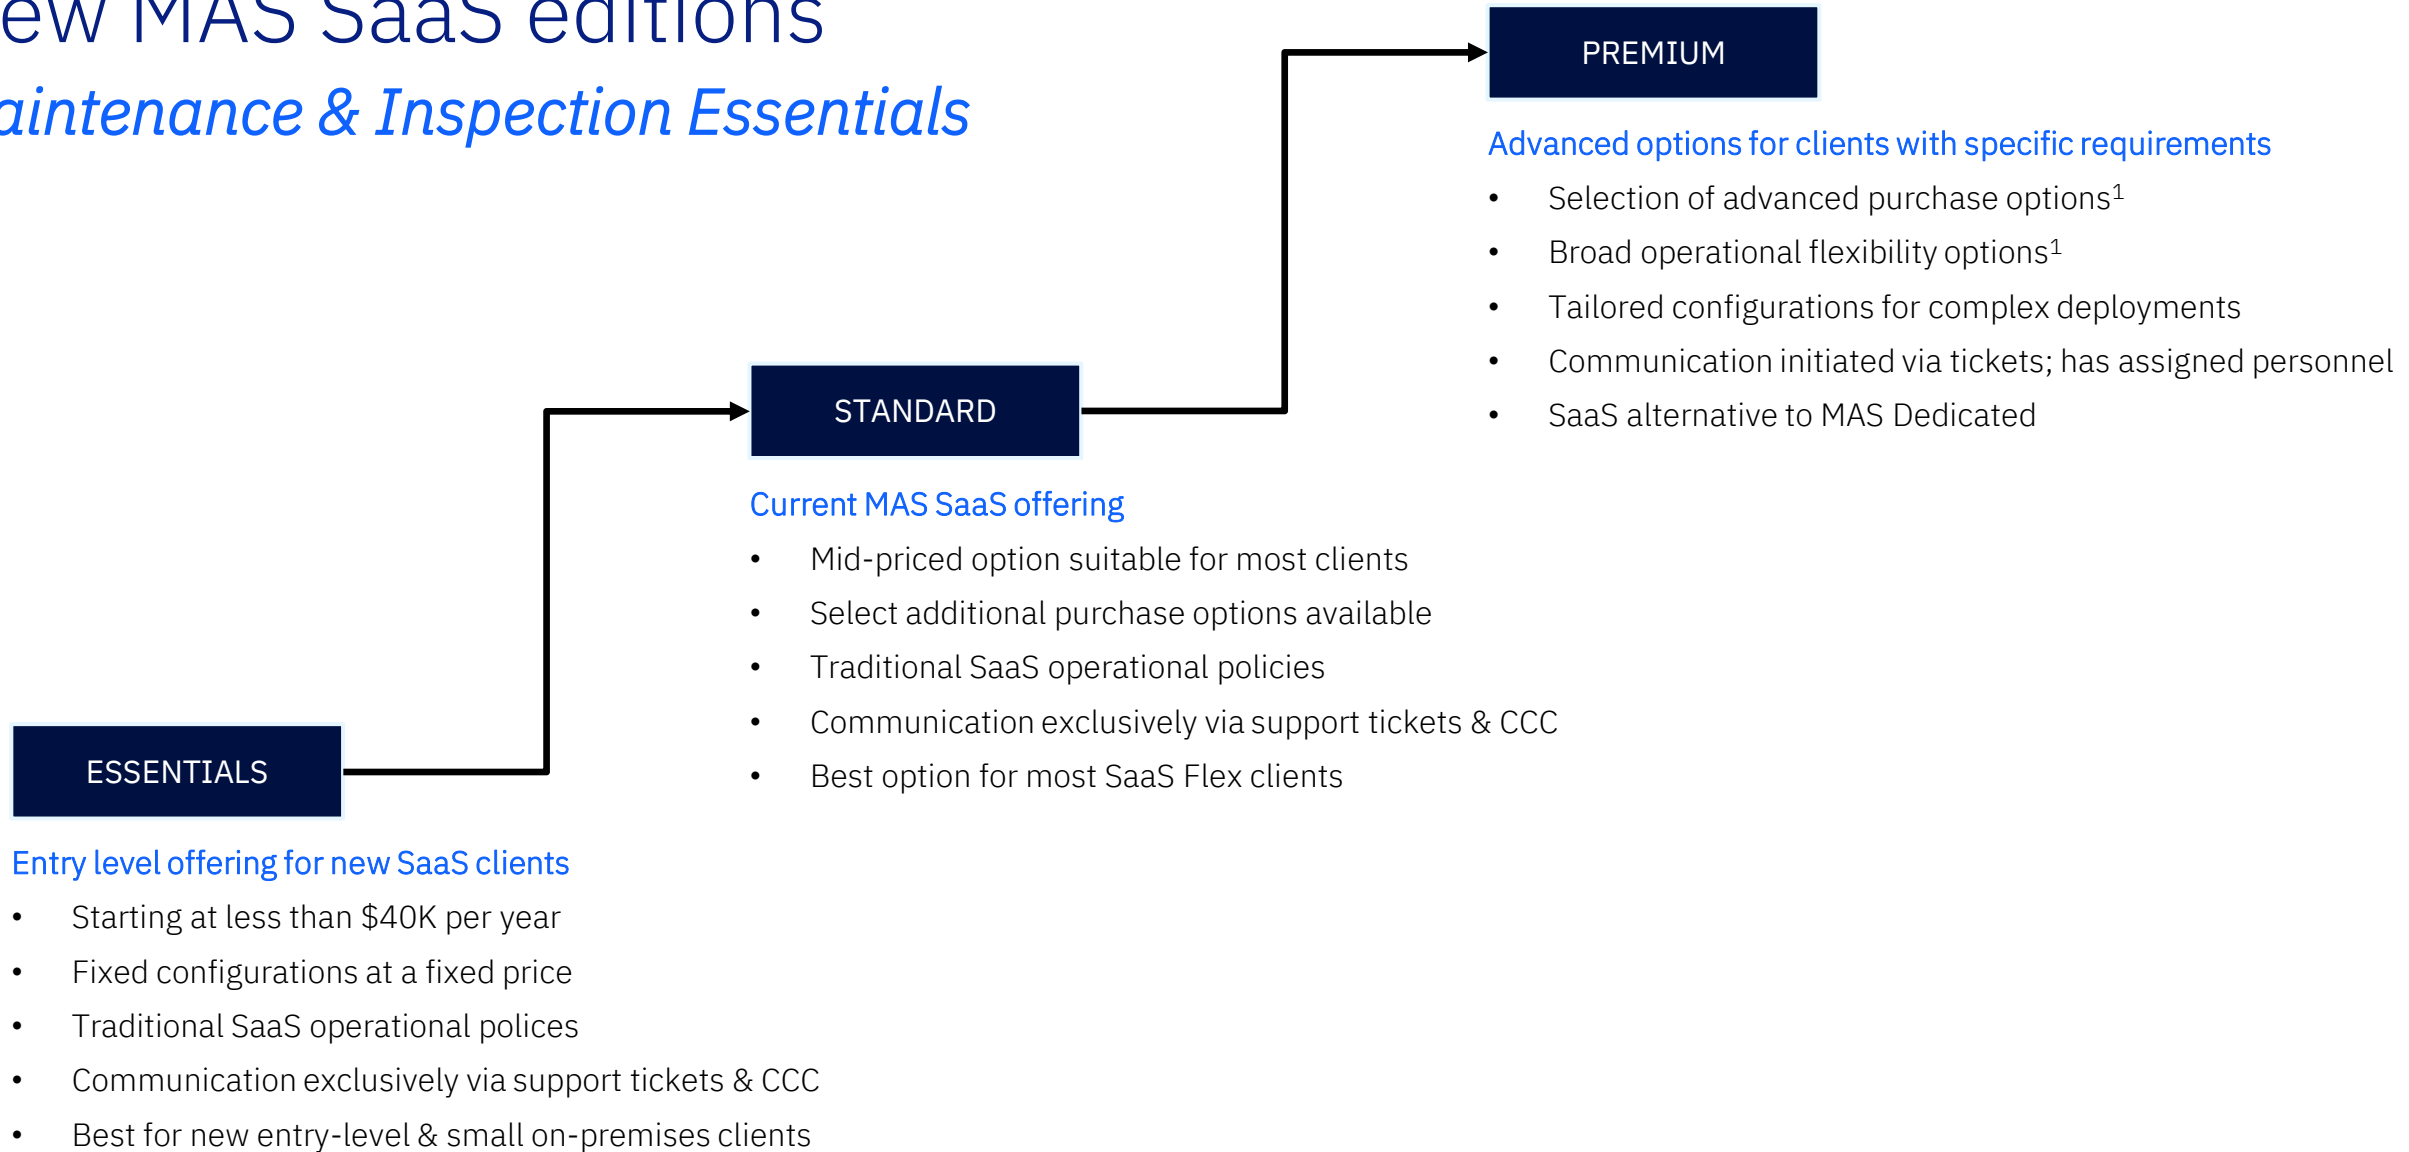 ew MAS SaaS editions
aintenance & Inspection Essentials
PREMIUM
Advanced options for clients with specific requirements
• Selection of advanced purchase options¹
• Broad operational flexibility options¹
• Tailored configurations for complex deployments
• Communication initiated via tickets; has assigned personnel
• SaaS alternative to MAS Dedicated
STANDARD
Current MAS SaaS offering
• Mid-priced option suitable for most clients
• Select additional purchase options available
• Traditional SaaS operational policies
• Communication exclusively via support tickets & CCC
• Best option for most SaaS Flex clients
ESSENTIALS
Entry level offering for new SaaS clients
• Starting at less than $40K per year
• Fixed configurations at a fixed price
• Traditional SaaS operational polices
• Communication exclusively via support tickets & CCC
• Best for new entry-level & small on-premises clients